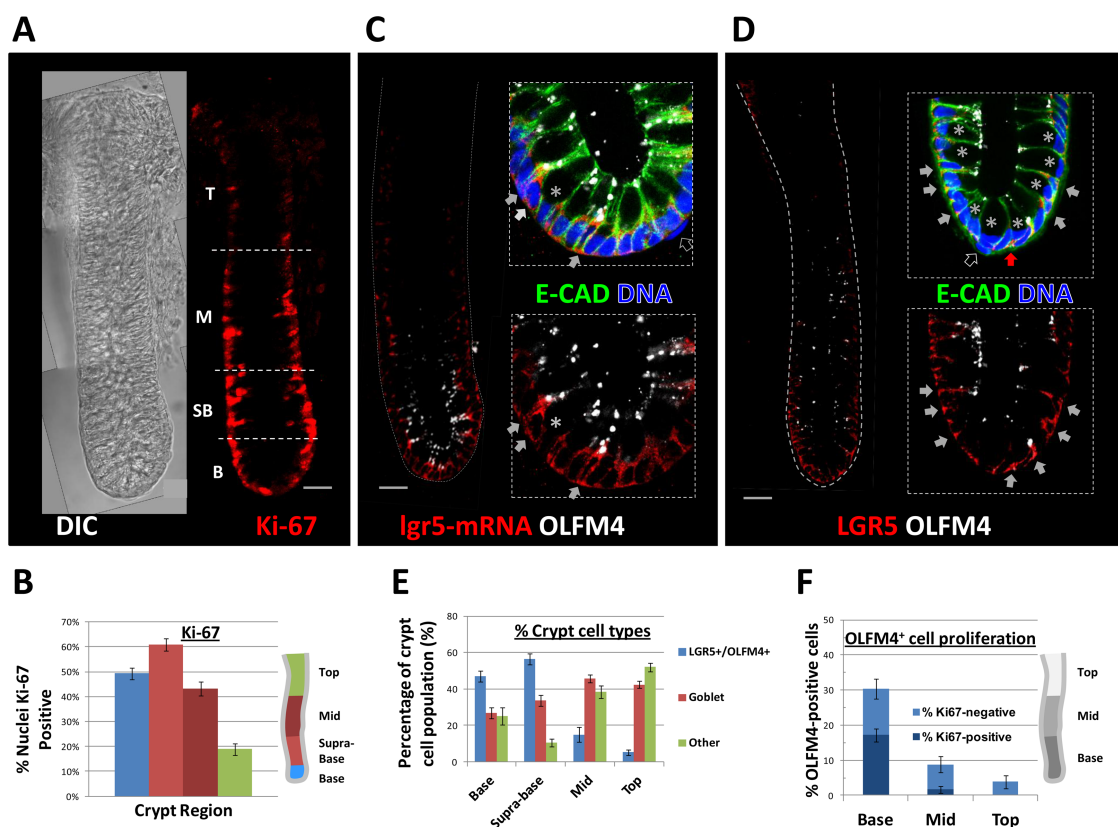 A
C
D
T
M
SB
B
DIC
Ki-67
E-CAD DNA
lgr5-mRNA OLFM4
E-CAD DNA
LGR5 OLFM4
B
Ki-67
% Nuclei Ki-67
Positive
70%
60%
50%
40%
30%
20%
10%
0%
Crypt Region
Top
Mid
Supra-
Base
Base
E
% Crypt cell types
Percentage of crypt
cell population (%)
80
60
40
20
0
Base
Supra-base
Mid
Top
LGR5+/OLFM4+
Goblet
Other
F
OLFM4+ cell proliferation
% OLFM4-positive cells
50
40
30
20
10
0
% Ki67-negative
% Ki67-positive
Base
Mid
Top
Top
Mid
Base